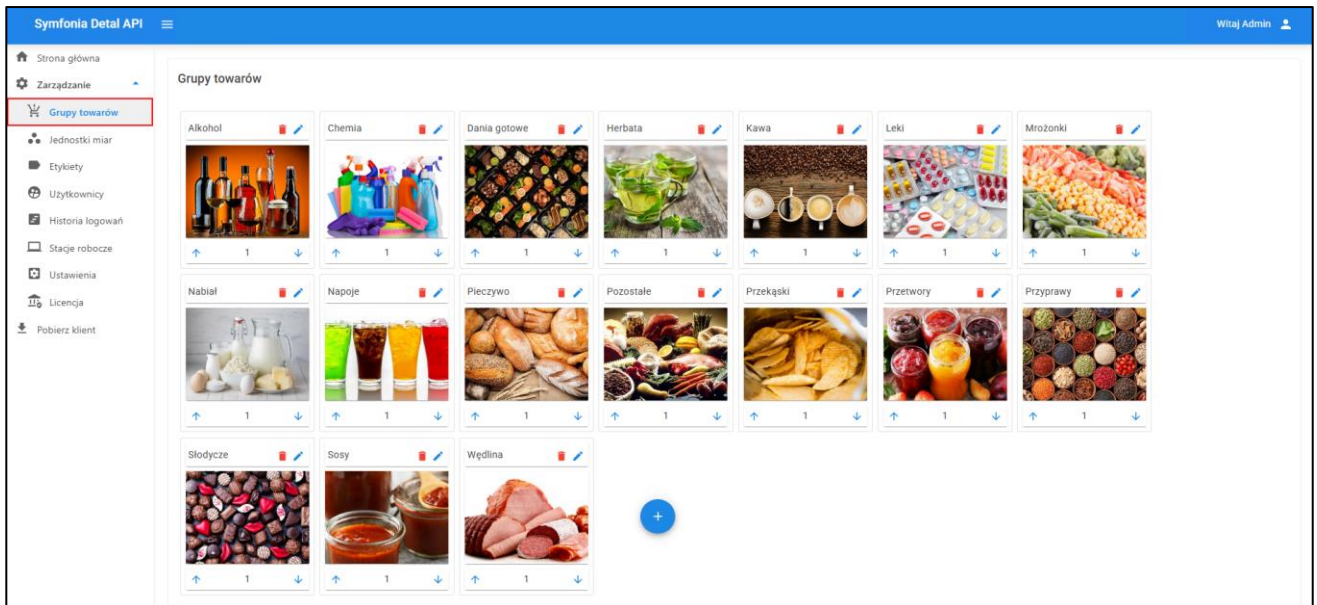 Symfonia Detal API
Witaj Admin
Strona główna
Zarządzanie
Grupy towarów
Jednostki miar
Etykiety
Użytkownicy
Historia logowań
Stacje robocze
Ustawienia
Licencja
Pobierz klient
Grupy towarów
Alkohol
Chemia
Dania gotowe
Herbata
Kawa
Leki
Mrożonki
1
1
1
1
1
1
1
Nabiał
Napoje
Pieczywo
Pozostałe
Przekąski
Przetwory
Przyprawy
1
1
1
1
1
1
1
Słodycze
Sosy
Wędlina
1
1
1